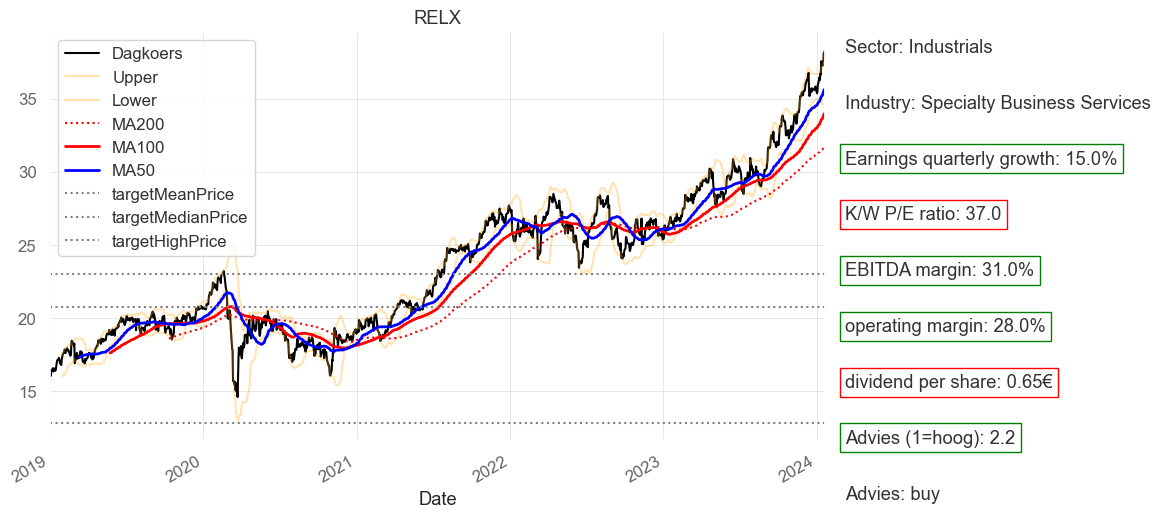 RELX
Dagkoers
Upper
Lower
MA200
MA100
MA50
targetMeanPrice
targetMedianPrice
targetHighPrice
35
30
25
20
15
2019
2020
2021
2022
2023
2024
Date
Sector: Industrials
Industry: Specialty Business Services
Earnings quarterly growth: 15.0%
K/W P/E ratio: 37.0
EBITDA margin: 31.0%
operating margin: 28.0%
dividend per share: 0.65€
Advies (1=hoog): 2.2
Advies: buy